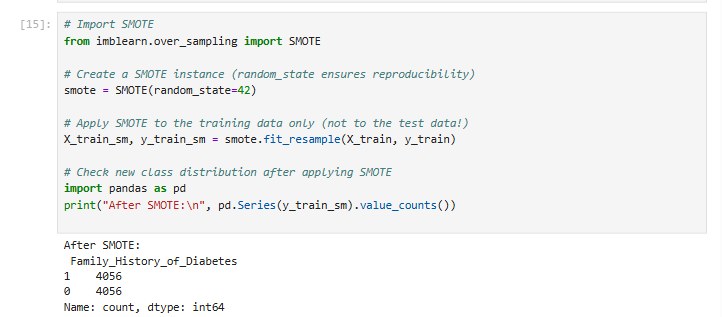 [15]:
# Import SMOTE
from imblearn.over_sampling import SMOTE
# Create a SMOTE instance (random_state ensures reproducibility)
smote = SMOTE(random_state=42)
# Apply SMOTE to the training data only (not to the test data!)
X_train_sm, y_train_sm = smote.fit_resample(X_train, y_train)
# Check new class distribution after applying SMOTE
import pandas as pd
print("After SMOTE:\n", pd.Series(y_train_sm).value_counts())
After SMOTE:
Family_History_of_Diabetes
1    4056
0    4056
Name: count, dtype: int64